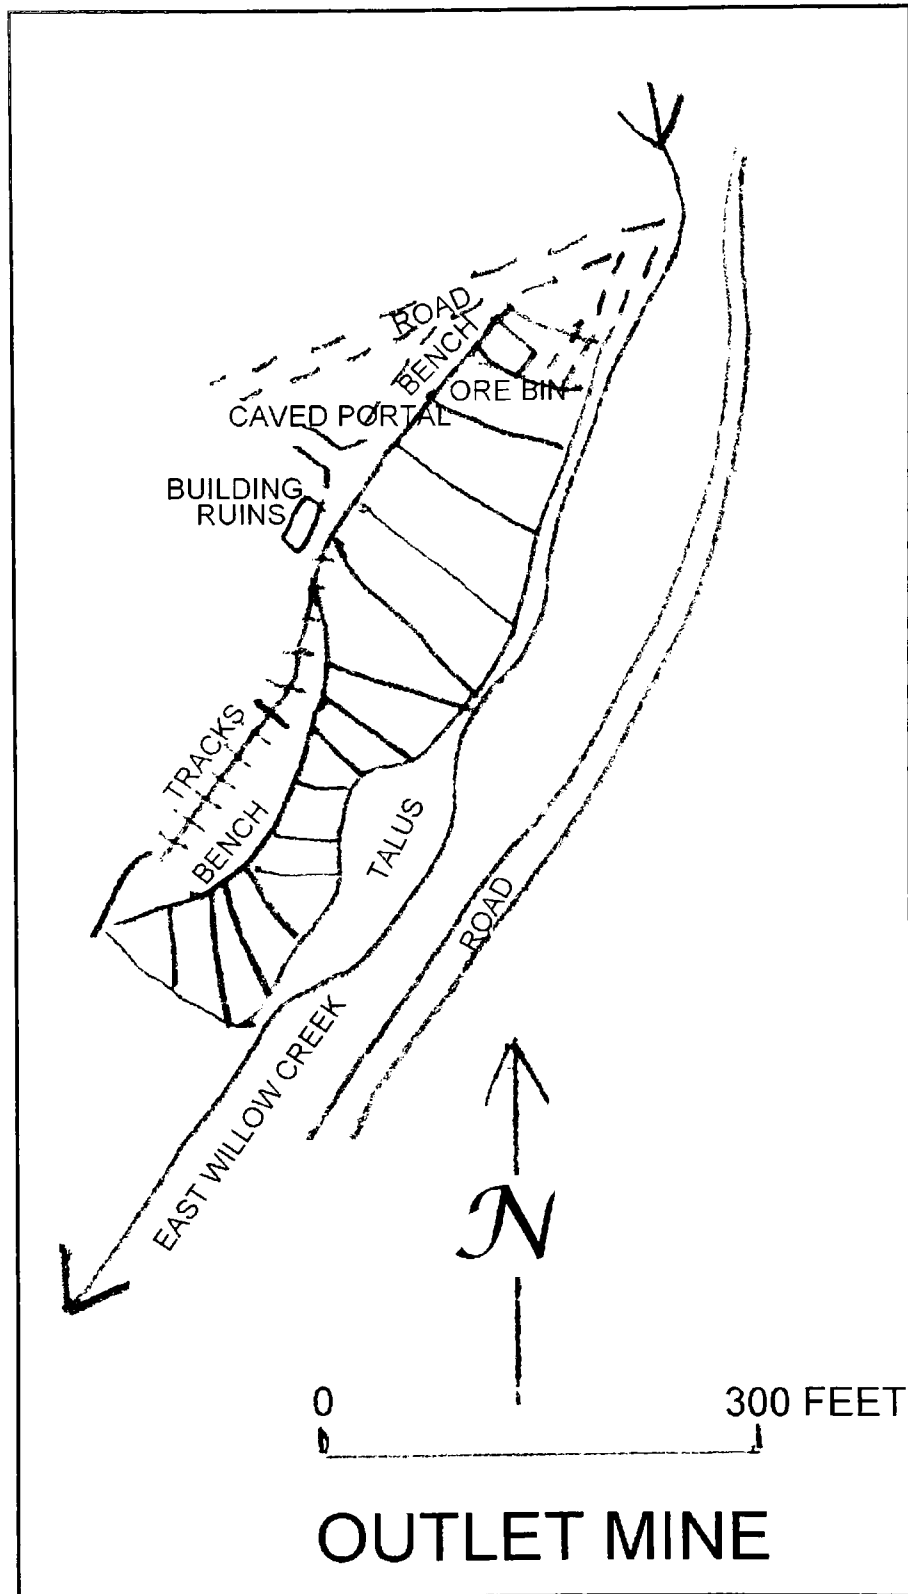 ROAD
BENCH
ORE BIN
CAVED PORTAL
BUILDING
RUINS
TRACKS
BENCH
TALUS
ROAD
EAST WILLOW CREEK
N
0 300 FEET
OUTLET MINE